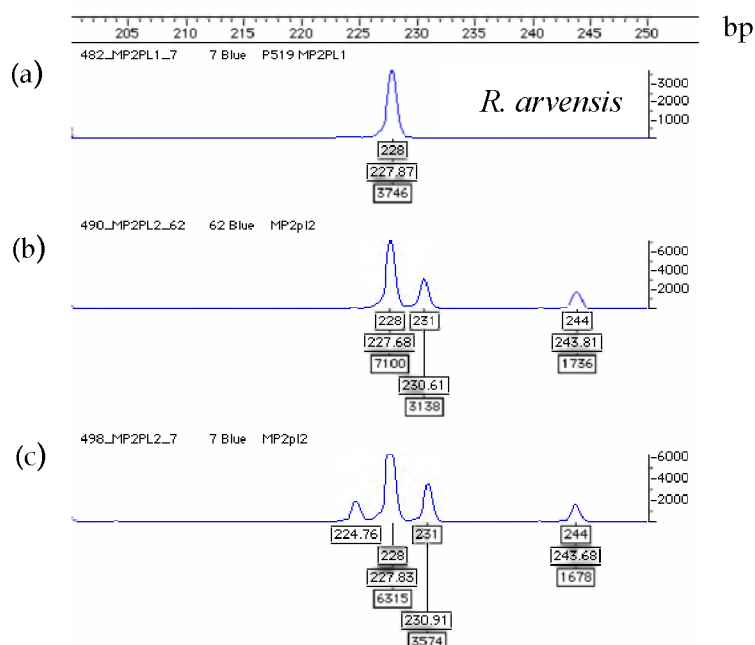 205 210 215 220 225 230 235 240 245 250 bp
(a)
482_MP2PL1_7 7 Blue P519 MP2PL1
R. arvensis
3000
2000
1000
228
227.87
3746
(b)
490_MP2PL2_62 62 Blue MP2pl2
6000
4000
2000
228 231 244
227.68 243.81
7100 1736
230.61
3138
(c)
498_MP2PL2_7 7 Blue MP2pl2
6000
4000
2000
224.76 231 244
228 243.68
227.83 1678
6315
230.91
3574